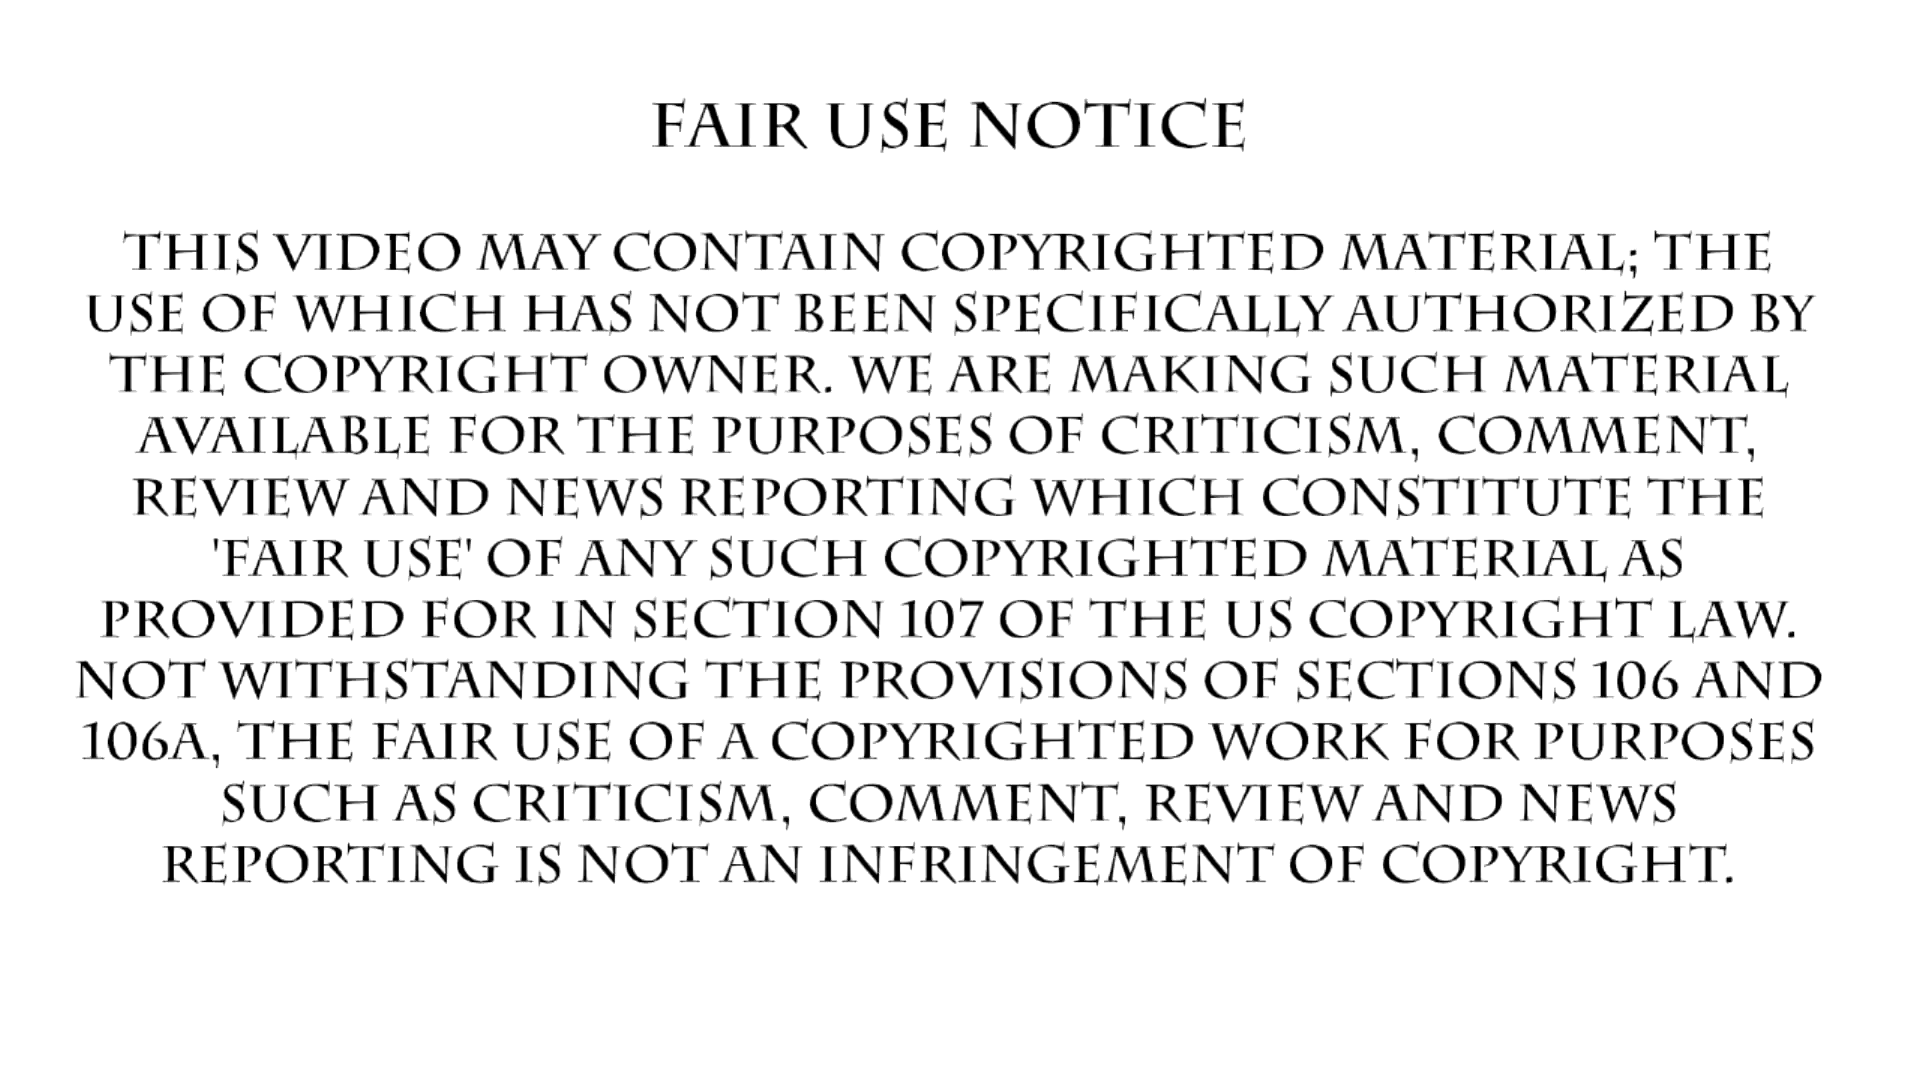 FAIR USE NOTICE
THIS VIDEO MAY CONTAIN COPYRIGHTED MATERIAL; THE
USE OF WHICH HAS NOT BEEN SPECIFICALLY AUTHORIZED BY
THE COPYRIGHT OWNER. WE ARE MAKING SUCH MATERIAL
AVAILABLE FOR THE PURPOSES OF CRITICISM, COMMENT,
REVIEW AND NEWS REPORTING WHICH CONSTITUTE THE
'FAIR USE' OF ANY SUCH COPYRIGHTED MATERIAL AS
PROVIDED FOR IN SECTION 107 OF THE US COPYRIGHT LAW.
NOT WITHSTANDING THE PROVISIONS OF SECTIONS 106 AND
106A, THE FAIR USE OF A COPYRIGHTED WORK FOR PURPOSES
SUCH AS CRITICISM, COMMENT, REVIEW AND NEWS
REPORTING IS NOT AN INFRINGEMENT OF COPYRIGHT.